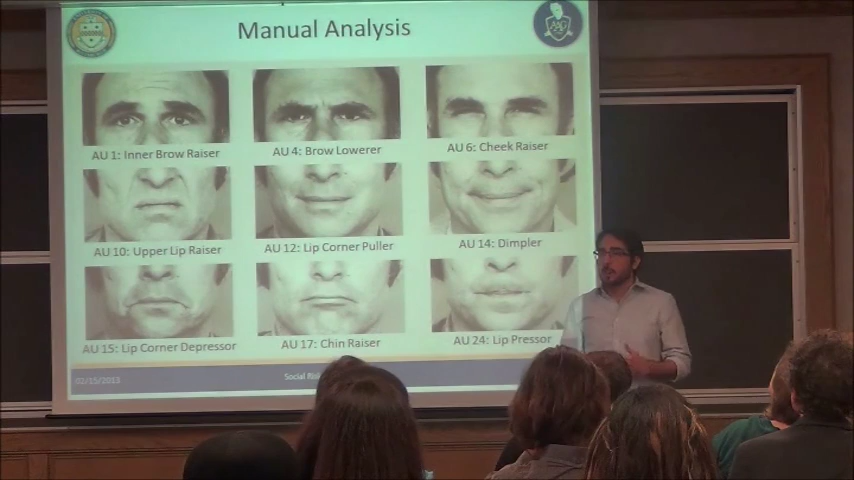 Manual Analysis
AU 1: Inner Brow Raiser
AU 4: Brow Lowerer
AU 6: Cheek Raiser
AU 10: Upper Lip Raiser
AU 12: Lip Corner Puller
AU 14: Dimpler
AU 15: Lip Corner Depressor
AU 17: Chin Raiser
AU 24: Lip Pressor
Social